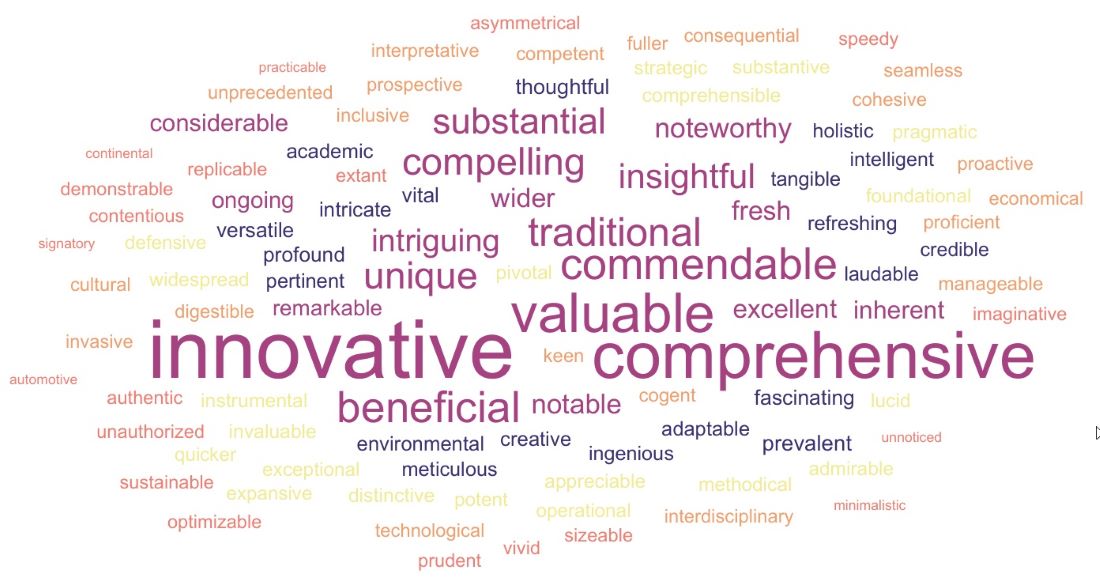 asymmetrical
interpretative competent fuller consequential speedy
practicable strategic substantive seamless
unprecedented prospective thoughtful comprehensible cohesive
considerable inclusive substantial noteworthy holistic pragmatic
continental academic compelling intelligent proactive
replicable extant insightful tangible
demonstrable ongoing vital wider foundational economical
contentious intricate fresh refreshing proficient
signatory defensive versatile intriguing traditional credible
profound commendable
cultural widespread pertinent unique pivotal laudable manageable
digestible remarkable valuable excellent inherent imaginative
invasive innovative keen comprehensive
automotive
authentic instrumental beneficial notable cogent fascinating lucid
unauthorized invaluable environmental creative adaptable prevalent unnoticed
quicker ingenious
exceptional meticulous admirable
sustainable expansive distinctive potent appreciable methodical
operational minimalistic
optimizable technological interdisciplinary
sizeable
prudent vivid